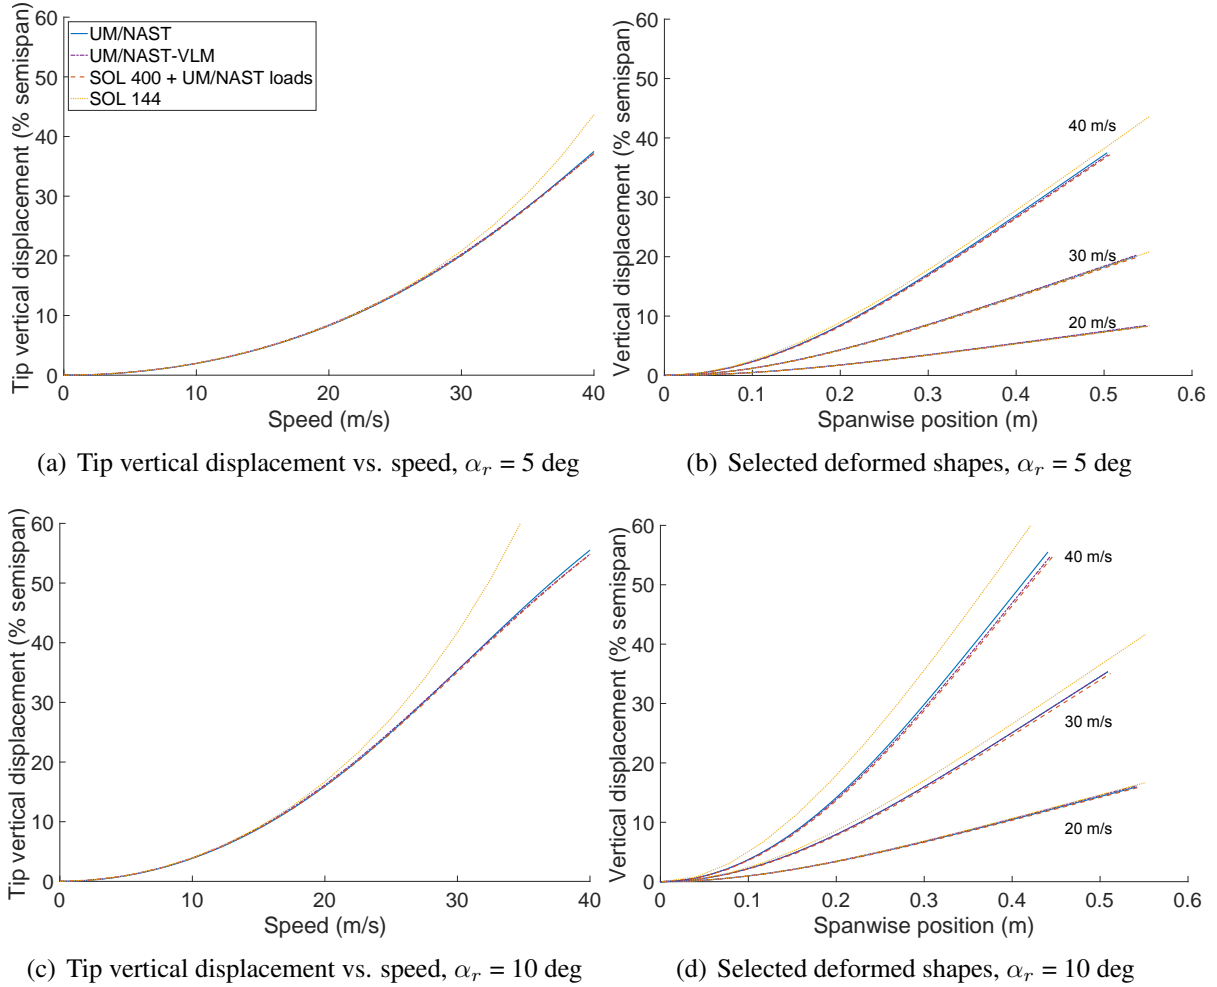 60
50
40
30
20
10
0
Tip vertical displacement (% semispan)
UM/NAST
UM/NAST-VLM
SOL 400 + UM/NAST loads
SOL 144
0 10 20 30 40
Speed (m/s)
(a) Tip vertical displacement vs. speed, αr = 5 deg
60
50
40
30
20
10
0
Vertical displacement (% semispan)
40 m/s
30 m/s
20 m/s
0 0.1 0.2 0.3 0.4 0.5 0.6
Spanwise position (m)
(b) Selected deformed shapes, αr = 5 deg
60
50
40
30
20
10
0
Tip vertical displacement (% semispan)
0 10 20 30 40
Speed (m/s)
(c) Tip vertical displacement vs. speed, αr = 10 deg
60
50
40
30
20
10
0
Vertical displacement (% semispan)
40 m/s
30 m/s
20 m/s
0 0.1 0.2 0.3 0.4 0.5 0.6
Spanwise position (m)
(d) Selected deformed shapes, αr = 10 deg